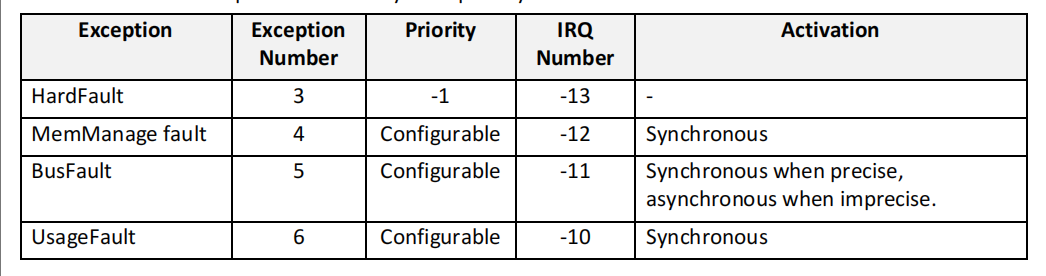 Exception Exception Number Priority IRQ Number Activation
HardFault 3 -1 -13 -
MemManage fault 4 Configurable -12 Synchronous
BusFault 5 Configurable -11 Synchronous when precise,
asynchronous when imprecise.
UsageFault 6 Configurable -10 Synchronous